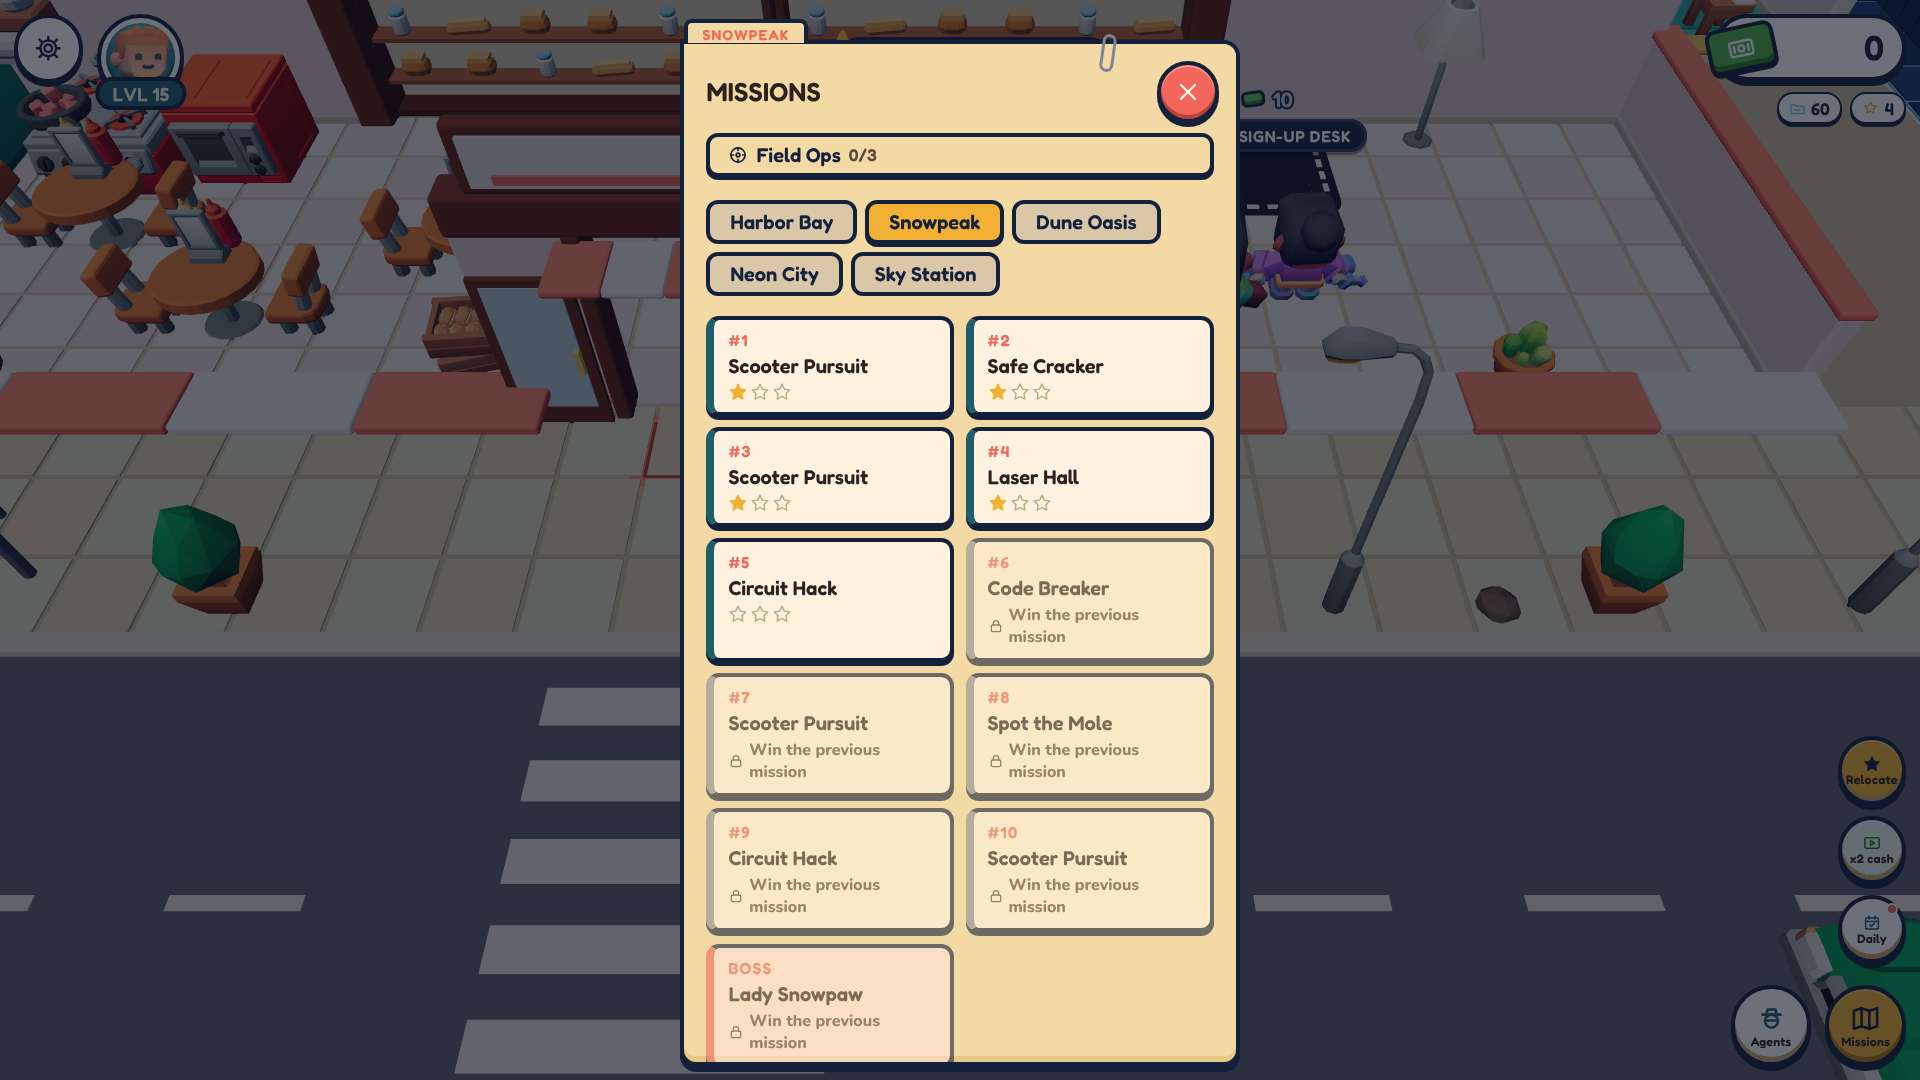 SNOWPEAK
MISSIONS
LVL 15
0
60
4
10
SIGN-UP DESK
Field Ops 0/3
Harbor Bay
Snowpeak
Dune Oasis
Neon City
Sky Station
#1
Scooter Pursuit
#2
Safe Cracker
#3
Scooter Pursuit
#4
Laser Hall
#5
Circuit Hack
#6
Code Breaker
Win the previous
mission
#7
Scooter Pursuit
Win the previous
mission
#8
Spot the Mole
Win the previous
mission
#9
Circuit Hack
Win the previous
mission
#10
Scooter Pursuit
Win the previous
mission
BOSS
Lady Snowpaw
Win the previous
mission
Relocate
x2 cash
Daily
Agents
Missions